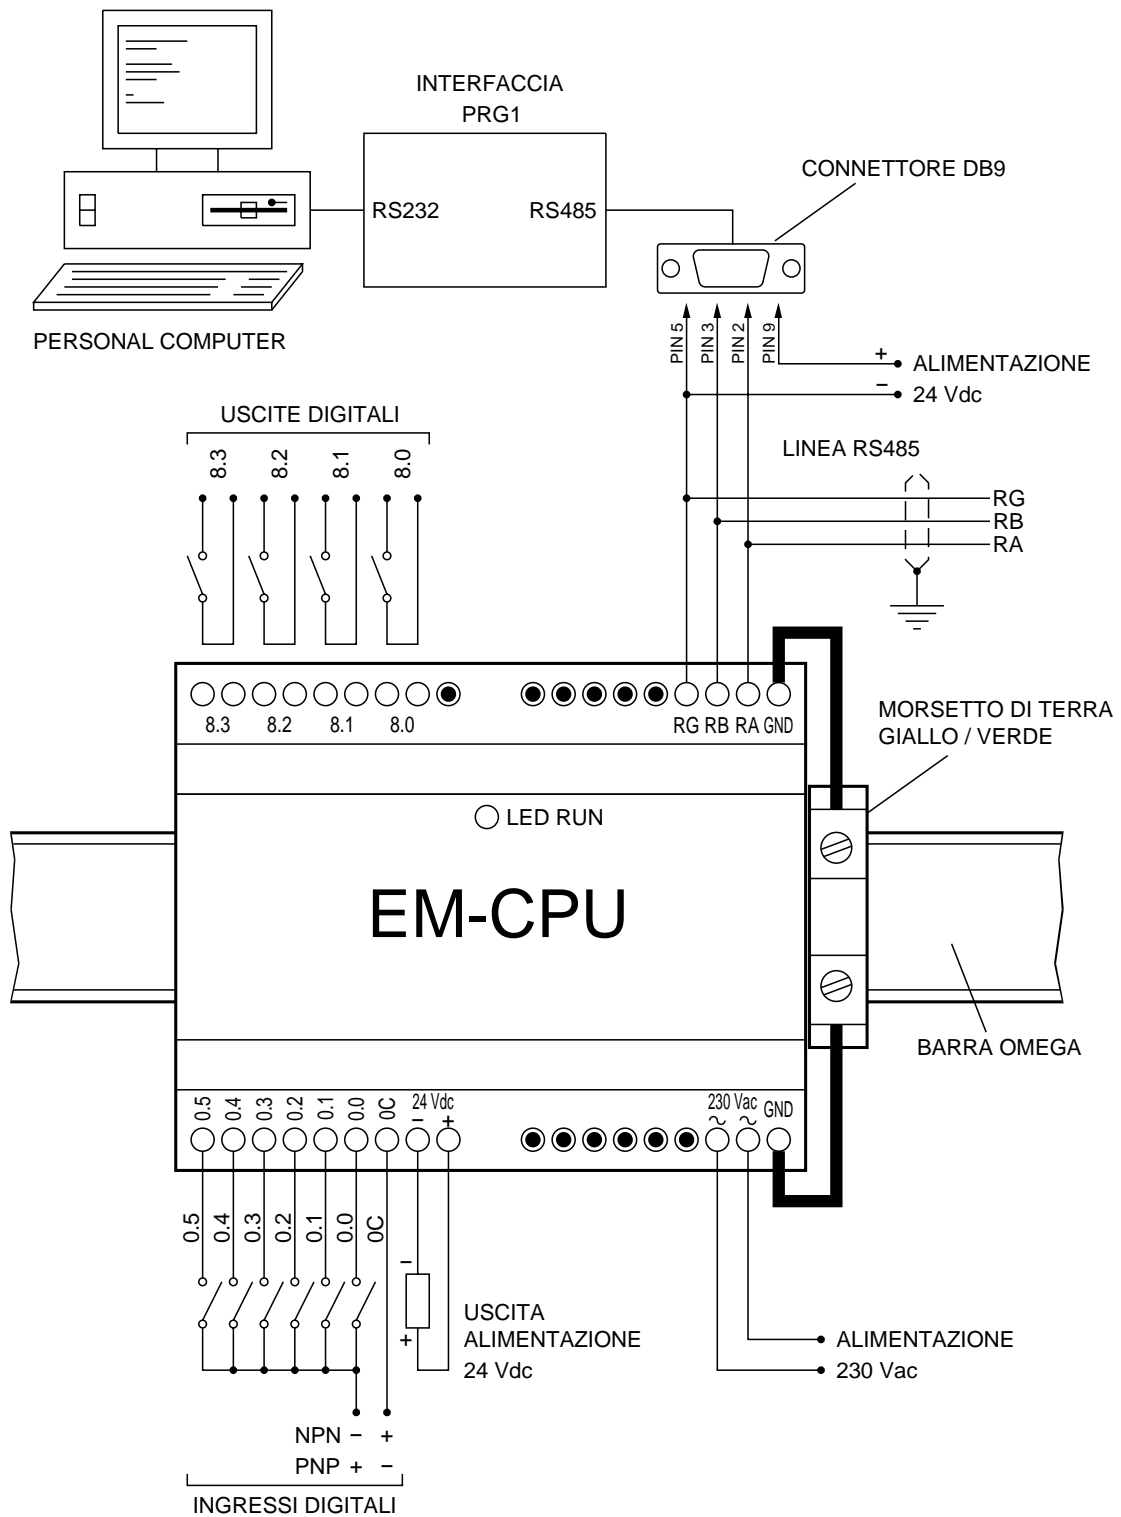 INTERFACCIA
PRG1
CONNETTORE DB9
RS232
RS485
PERSONAL COMPUTER
PIN 5
PIN 3
PIN 2
PIN 9
+
ALIMENTAZIONE
−
24 Vdc
USCITE DIGITALI
8.3
8.2
8.1
8.0
LINEA RS485
RG
RB
RA
8.3
8.2
8.1
8.0
RG RB RA GND
MORSETTO DI TERRA
GIALLO / VERDE
LED RUN
EM-CPU
BARRA OMEGA
0.5
0.4
0.3
0.2
0.1
0.0
0C
24 Vdc
− +
230 Vac
~ ~
GND
0.5
0.4
0.3
0.2
0.1
0.0
0C
−
+
USCITA
ALIMENTAZIONE
24 Vdc
ALIMENTAZIONE
230 Vac
NPN − +
PNP + −
INGRESSI DIGITALI